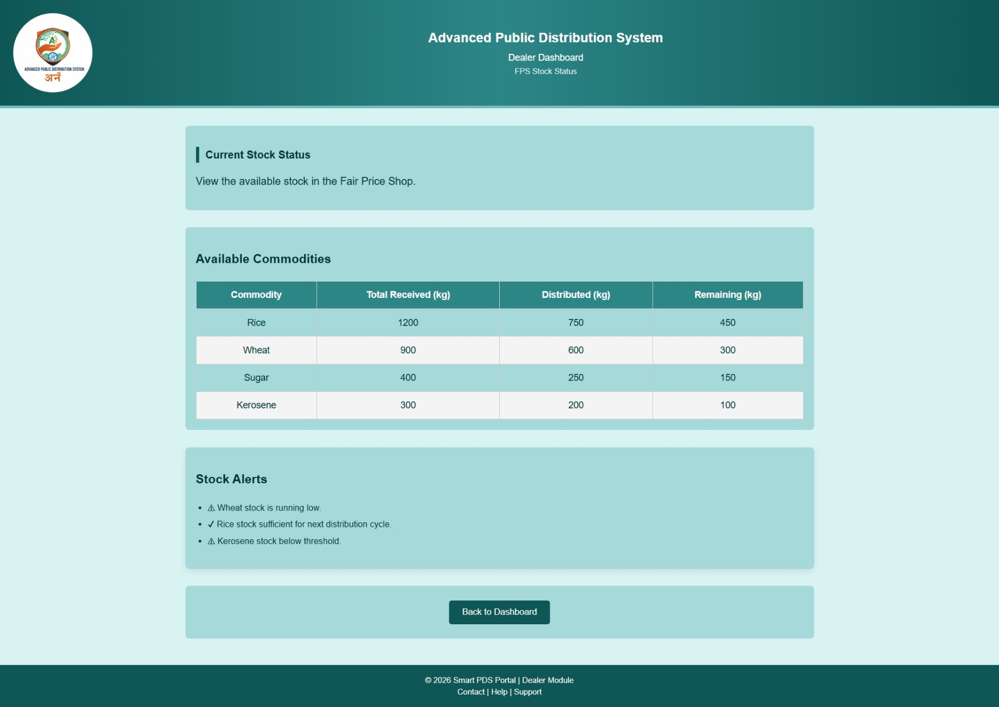 ADVANCED PUBLIC DISTRIBUTION SYSTEM
अनं
Advanced Public Distribution System
Dealer Dashboard
FPS Stock Status
Current Stock Status
View the available stock in the Fair Price Shop.
Available Commodities
Commodity Total Received (kg) Distributed (kg) Remaining (kg)
Rice 1200 750 450
Wheat 900 600 300
Sugar 400 250 150
Kerosene 300 200 100
Stock Alerts
• ⚠ Wheat stock is running low.
• ✓ Rice stock sufficient for next distribution cycle.
• ⚠ Kerosene stock below threshold.
Back to Dashboard
© 2026 Smart PDS Portal | Dealer Module
Contact | Help | Support